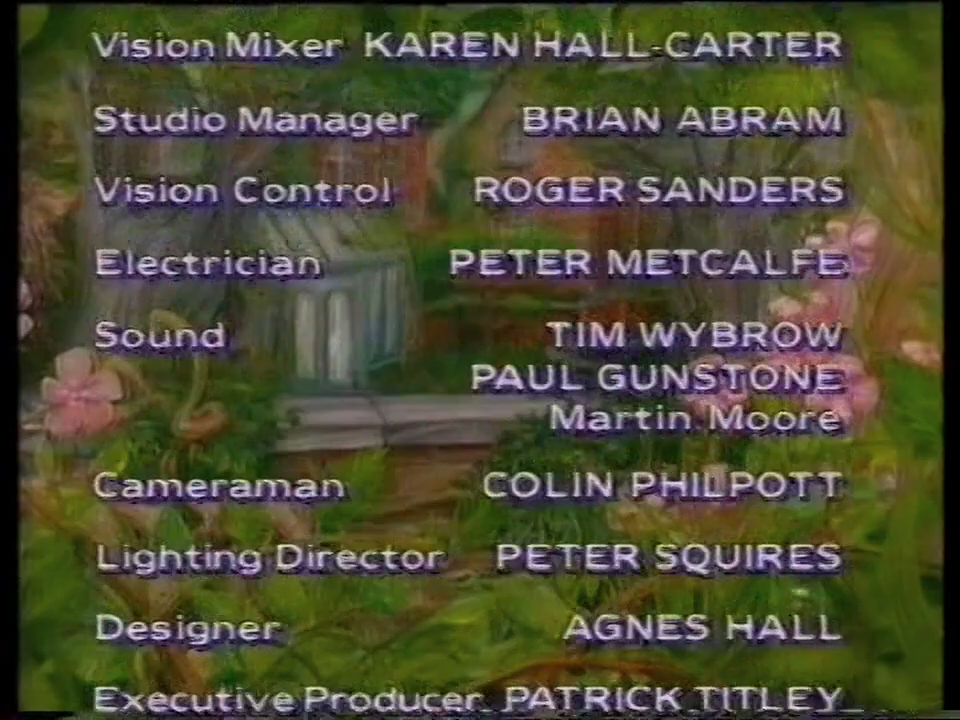 Vision Mixer KAREN HALL-CARTER
Studio Manager BRIAN ABRAM
Vision Control ROGER SANDERS
Electrician PETER METCALFE
Sound TIM WYBROW
PAUL GUNSTONE
Martin Moore
Cameraman COLIN PHILPOTT
Lighting Director PETER SQUIRES
Designer AGNES HALL
Executive Producer PATRICK TITLEY